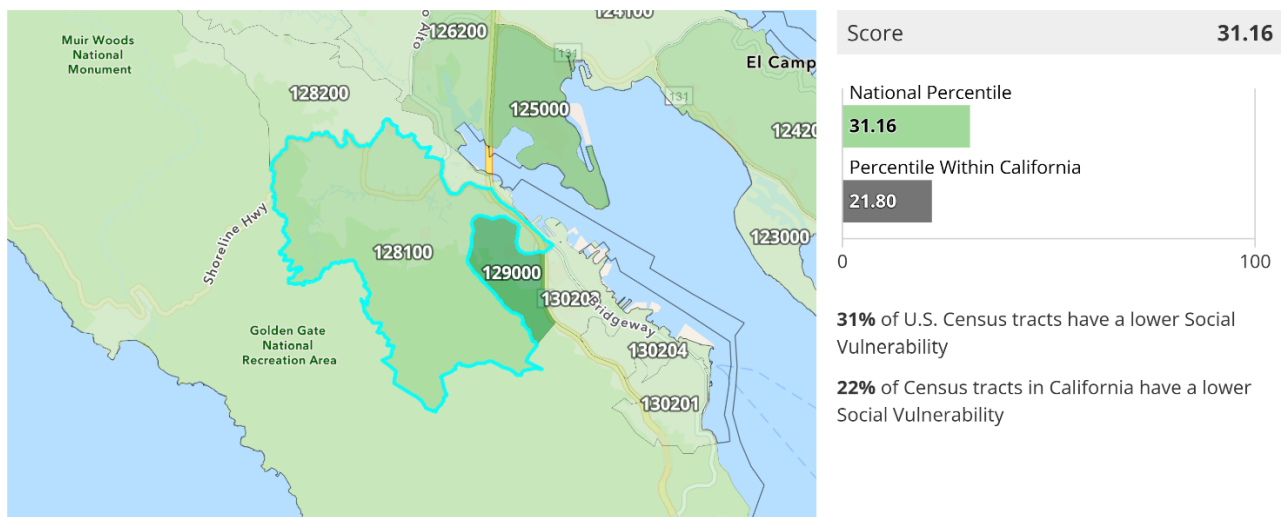 Muir Woods
National
Monument
126200
124100
131
El Camp
128200
125000
131
12420
Shoreline Hwy
128100
129000
123000
130203
Bridgeway
Golden Gate
National
Recreation Area
130204
130201
Score 31.16
National Percentile
31.16
Percentile Within California
21.80
0 100
31% of U.S. Census tracts have a lower Social
Vulnerability
22% of Census tracts in California have a lower
Social Vulnerability